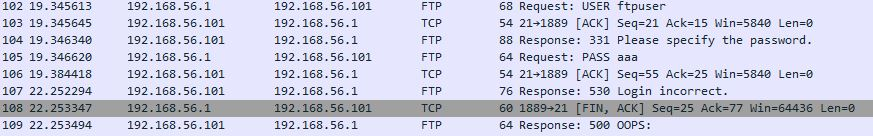 102 19.345613 192.168.56.1 192.168.56.101 FTP 68 Request: USER ftpuser
103 19.345645 192.168.56.101 192.168.56.1 TCP 54 21→1889 [ACK] Seq=21 Ack=15 Win=5840 Len=0
104 19.346340 192.168.56.101 192.168.56.1 FTP 88 Response: 331 Please specify the password.
105 19.346620 192.168.56.1 192.168.56.101 FTP 64 Request: PASS aaa
106 19.384418 192.168.56.101 192.168.56.1 TCP 54 21→1889 [ACK] Seq=55 Ack=25 Win=5840 Len=0
107 22.252294 192.168.56.101 192.168.56.1 FTP 76 Response: 530 Login incorrect.
108 22.253347 192.168.56.1 192.168.56.101 TCP 60 1889→21 [FIN, ACK] Seq=25 Ack=77 Win=64436 Len=0
109 22.253494 192.168.56.101 192.168.56.1 FTP 64 Response: 500 OOPS: